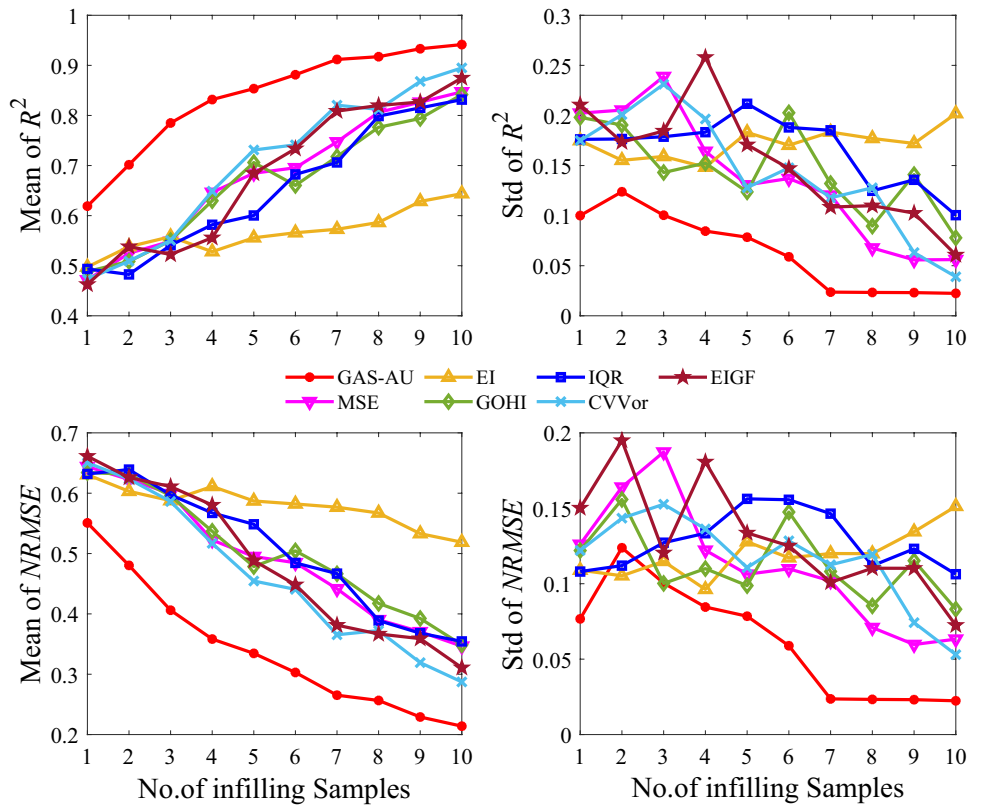 1
0.9
0.8
0.7
0.6
0.5
0.4
Mean of R²
1 2 3 4 5 6 7 8 9 10
0.25
0.2
0.15
0.1
0.05
0
Std of R²
1 2 3 4 5 6 7 8 9 10
GAS-AU EI IQR EIGF
MSE GOHI CVVor
0.7
0.6
0.5
0.4
0.3
0.2
Mean of NRMSE
1 2 3 4 5 6 7 8 9 10
No.of infilling Samples
0.2
0.15
0.1
0.05
0
Std of NRMSE
1 2 3 4 5 6 7 8 9 10
No.of infilling Samples